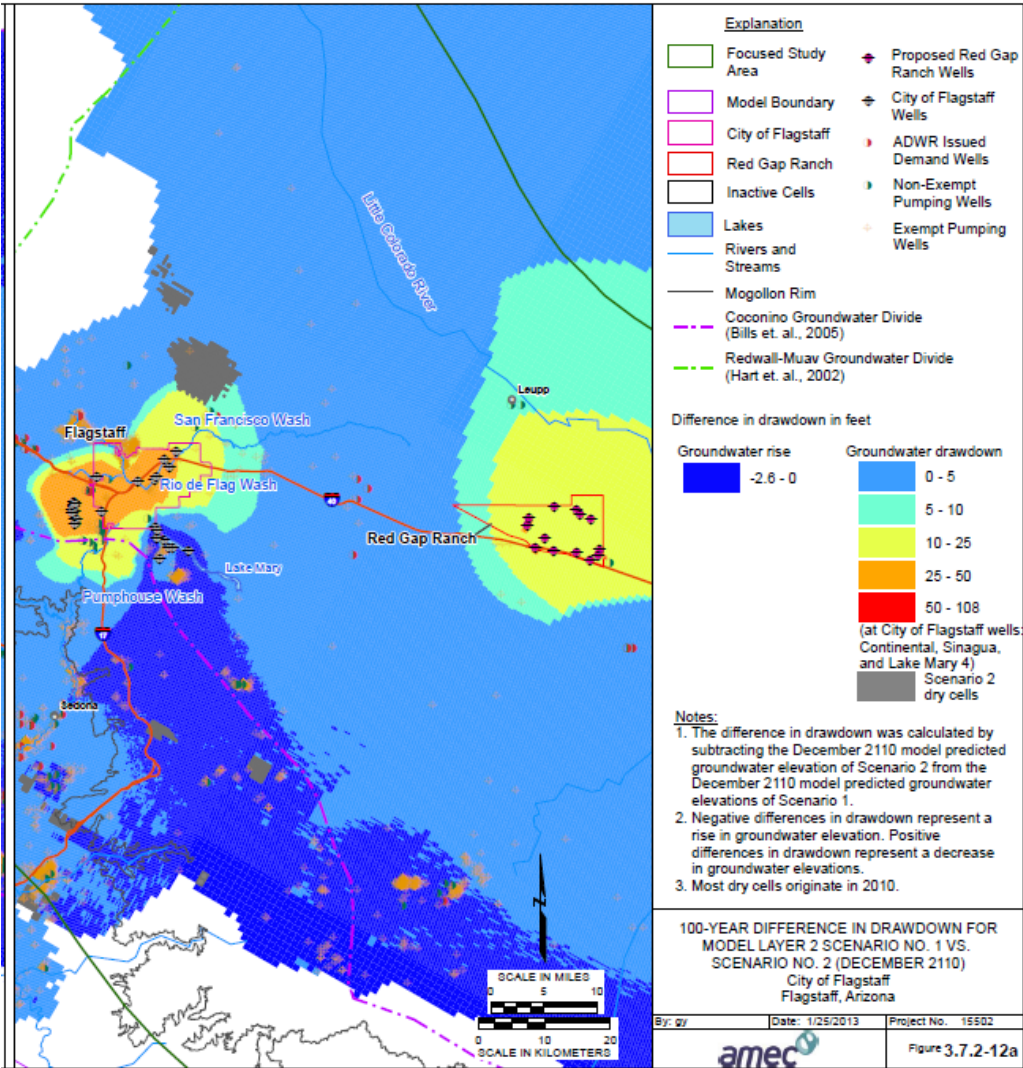 Little Colorado River
Leupp
San Francisco Wash
Flagstaff
Rio de Flag Wash
40
Red Gap Ranch
Lake Mary
Pumphouse Wash
17
Sedona
N
SCALE IN MILES
0 5 10
0 10 20
SCALE IN KILOMETERS
Explanation
Focused Study
Area
Model Boundary
City of Flagstaff
Red Gap Ranch
Inactive Cells
Lakes
Rivers and
Streams
Mogollon Rim
Coconino Groundwater Divide
(Bills et. al., 2005)
Redwall-Muav Groundwater Divide
(Hart et. al., 2002)
Proposed Red Gap
Ranch Wells
City of Flagstaff
Wells
ADWR Issued
Demand Wells
Non-Exempt
Pumping Wells
Exempt Pumping
Wells
Difference in drawdown in feet
Groundwater rise
-2.6 - 0
Groundwater drawdown
0 - 5
5 - 10
10 - 25
25 - 50
50 - 108
(at City of Flagstaff wells:
Continental, Sinagua,
and Lake Mary 4)
Scenario 2
dry cells
Notes:
1. The difference in drawdown was calculated by
subtracting the December 2110 model predicted
groundwater elevation of Scenario 2 from the
December 2110 model predicted groundwater
elevations of Scenario 1.
2. Negative differences in drawdown represent a
rise in groundwater elevation. Positive
differences in drawdown represent a decrease
in groundwater elevations.
3. Most dry cells originate in 2010.
100-YEAR DIFFERENCE IN DRAWDOWN FOR
MODEL LAYER 2 SCENARIO NO. 1 VS.
SCENARIO NO. 2 (DECEMBER 2110)
City of Flagstaff
Flagstaff, Arizona
By: gy
Date: 1/25/2013
Project No. 15502
amec
Figure 3.7.2-12a